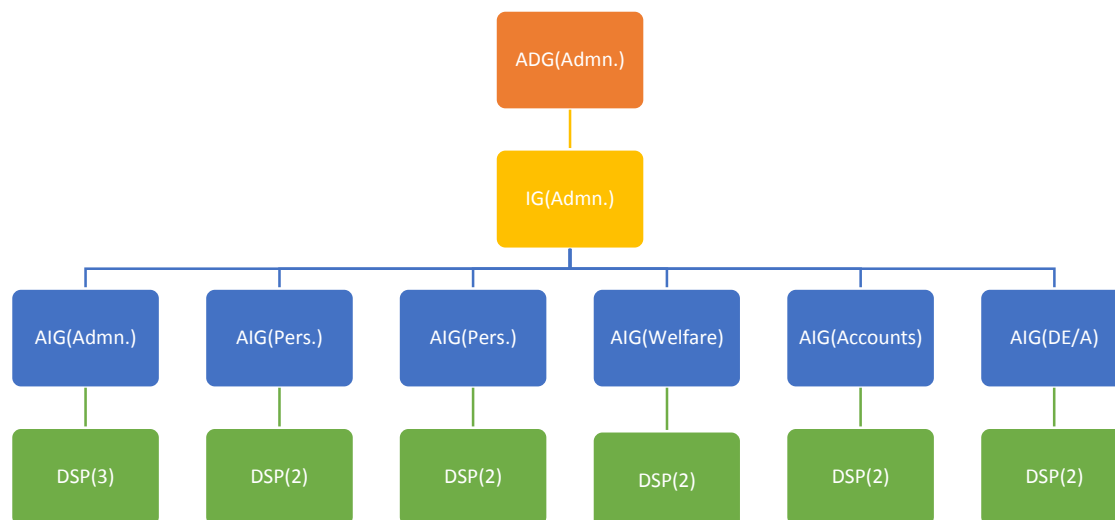 ADG(Admn.)
IG(Admn.)
AIG(Admn.)
AIG(Pers.)
AIG(Pers.)
AIG(Welfare)
AIG(Accounts)
AIG(DE/A)
DSP(3)
DSP(2)
DSP(2)
DSP(2)
DSP(2)
DSP(2)